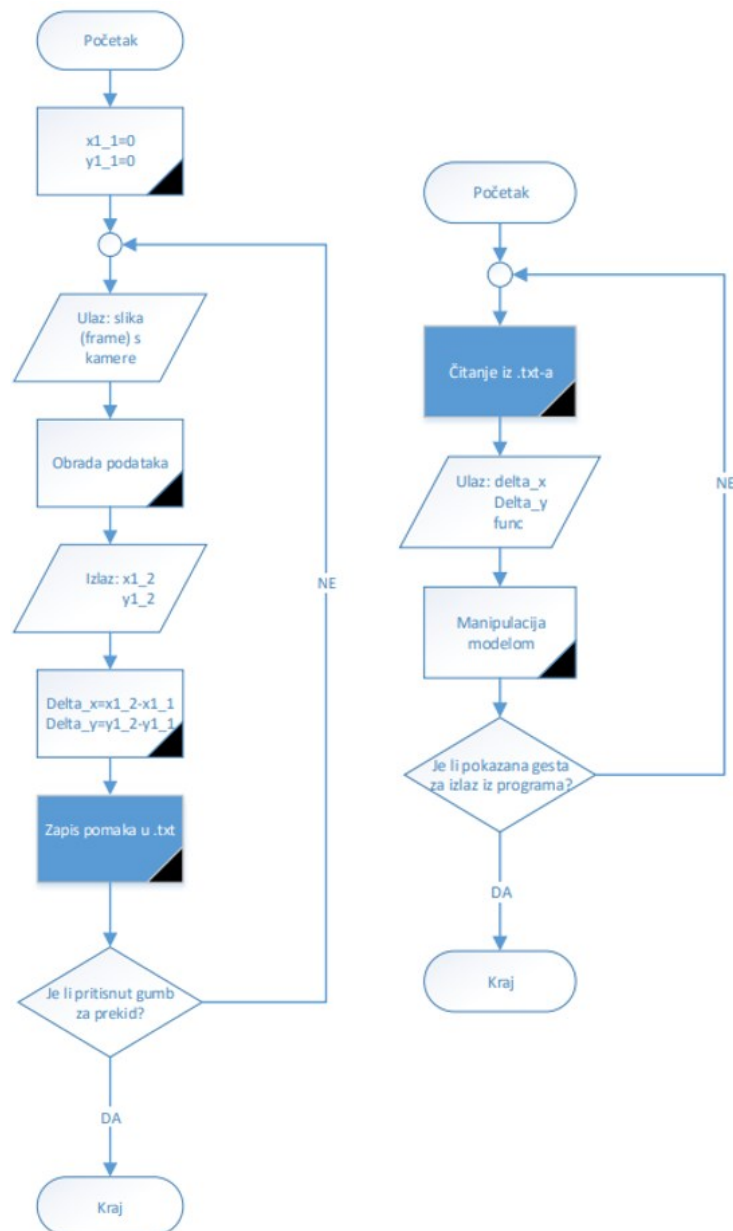 Početak
x1_1=0
y1_1=0
Ulaz: slika
(frame) s
kamere
Obrada podataka
Izlaz: x1_2
y1_2
Delta_x=x1_2-x1_1
Delta_y=y1_2-y1_1
Zapis pomaka u .txt
Je li pritisnut gumb
za prekid?
NE
DA
Kraj
Početak
Čitanje iz .txt-a
Ulaz: delta_x
Delta_y
func
Manipulacija
modelom
Je li pokazana gesta
za izlaz iz programa?
NE
DA
Kraj